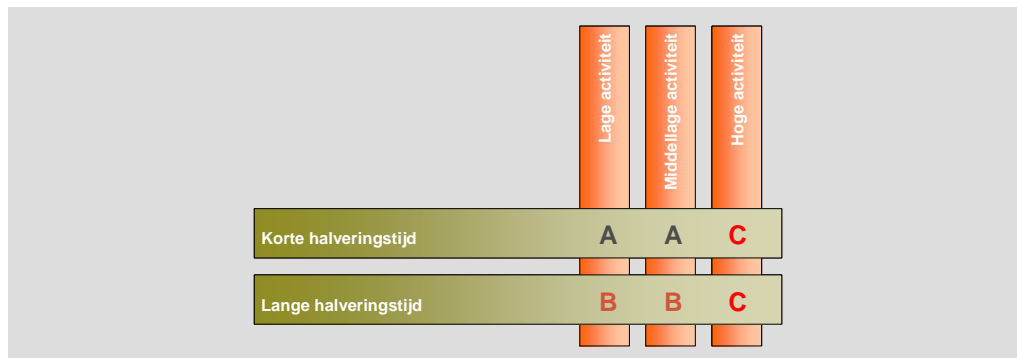 Lage activiteit
Middellage activiteit
Hoge activiteit
Korte halveringstijd A A C
Lange halveringstijd B B C